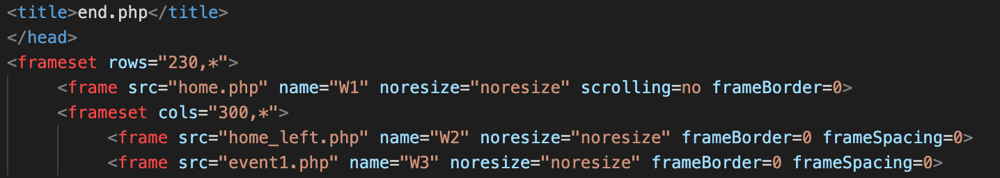 <title>end.php</title>
</head>
<frameset rows="230,*">
<frame src="home.php" name="W1" noresize="noresize" scrolling=no frameBorder=0>
<frameset cols="300,*">
<frame src="home_left.php" name="W2" noresize="noresize" frameBorder=0 frameSpacing=0>
<frame src="event1.php" name="W3" noresize="noresize" frameBorder=0 frameSpacing=0>